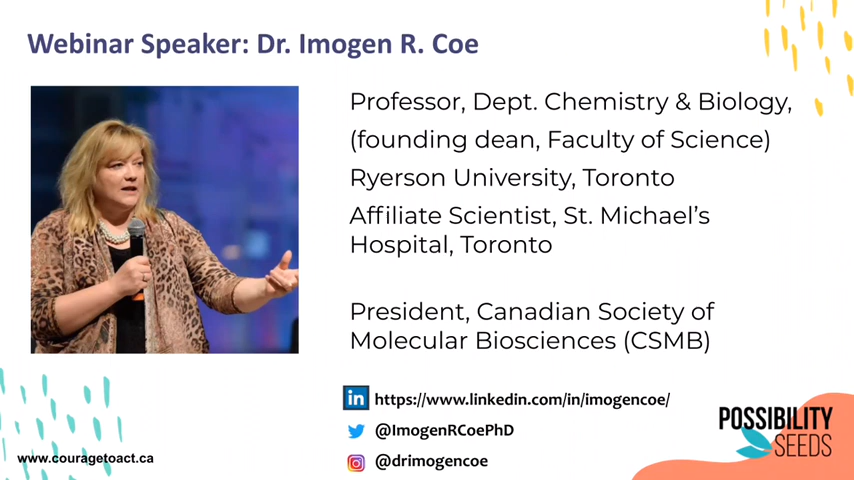 Webinar Speaker: Dr. Imogen R. Coe
Professor, Dept. Chemistry & Biology,
(founding dean, Faculty of Science)
Ryerson University, Toronto
Affiliate Scientist, St. Michael's
Hospital, Toronto
President, Canadian Society of
Molecular Biosciences (CSMB)
in https://www.linkedin.com/in/imogencoe/
@ImogenRCoePhD
@drimogencoe
www.couragetoact.ca
POSSIBILITY
SEEDS